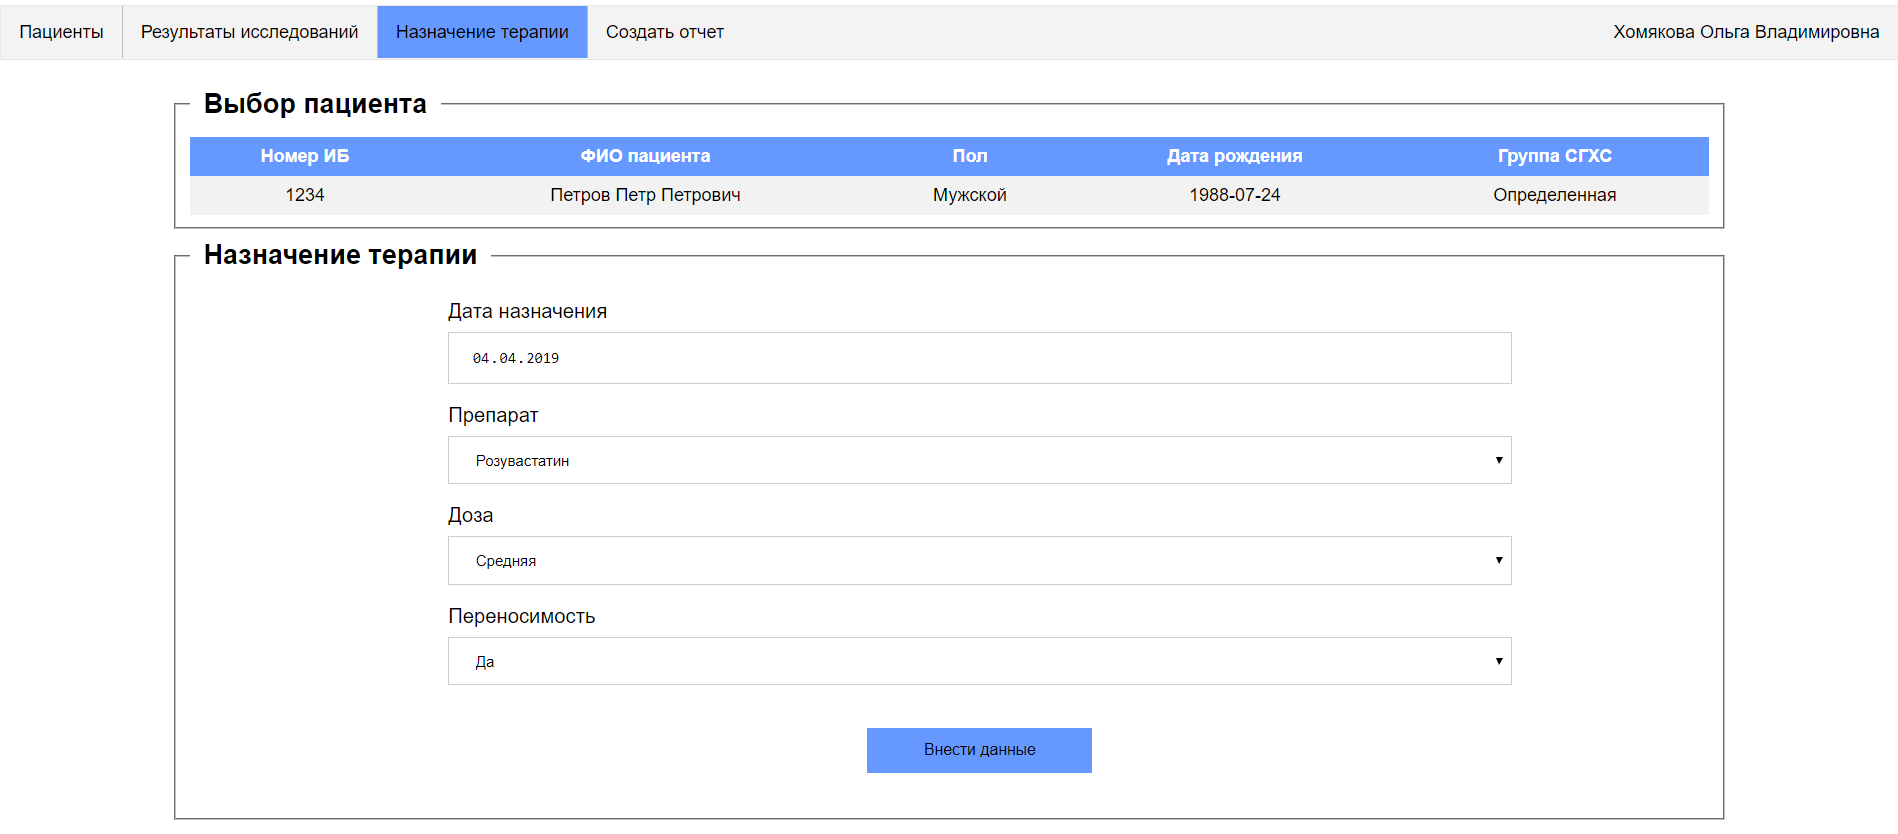 Пациенты Результаты исследований Назначение терапии Создать отчет Хомякова Ольга Владимировна
Выбор пациента
Номер ИБ ФИО пациента Пол Дата рождения Группа СГХС
1234 Петров Петр Петрович Мужской 1988-07-24 Определенная
Назначение терапии
Дата назначения
04.04.2019
Препарат
Розувастатин
Доза
Средняя
Переносимость
Да
Внести данные